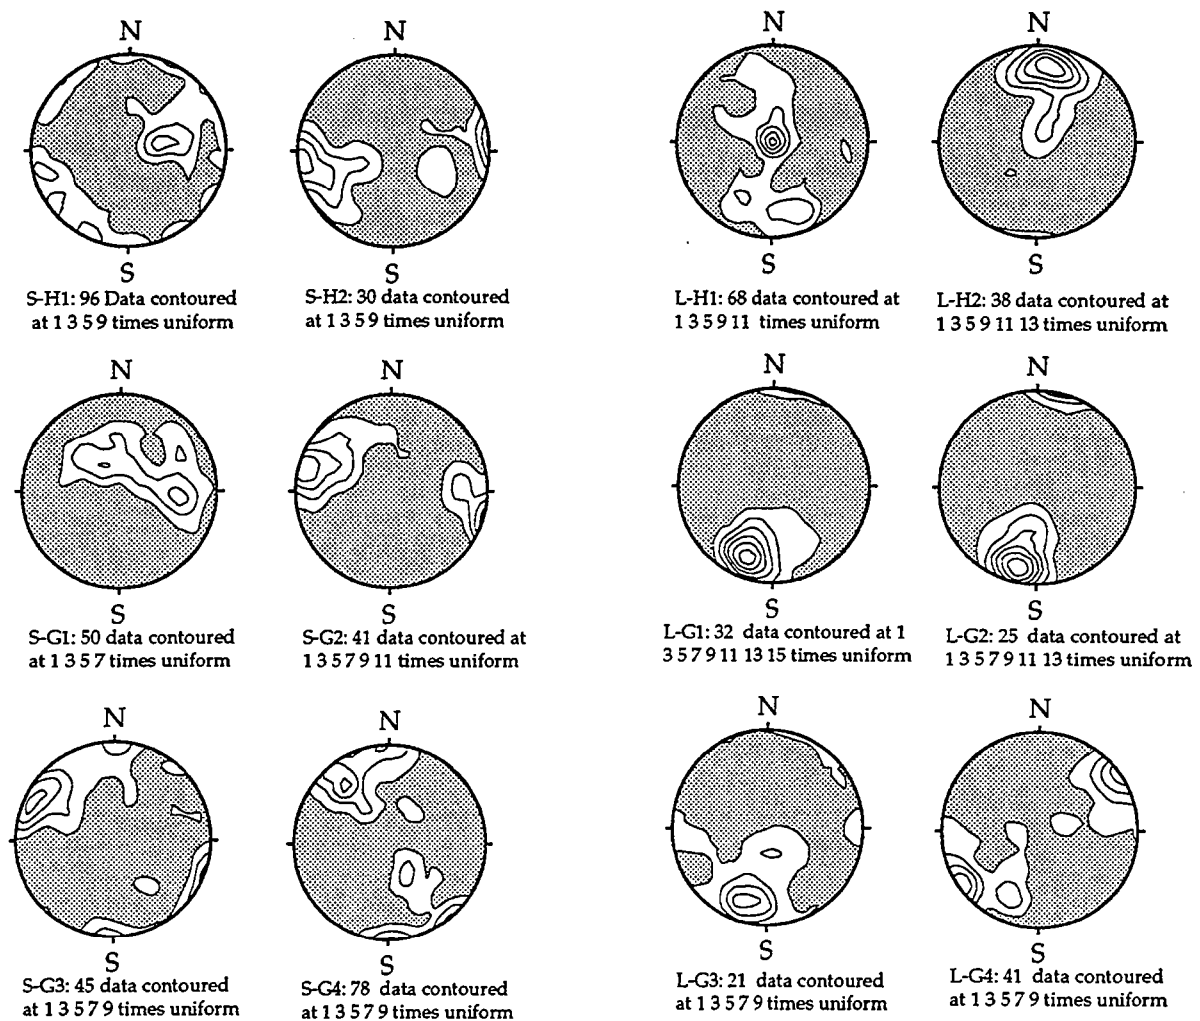 N
N
N
N
S
S
S
S
S-H1: 96 Data contoured
at 1 3 5 9 times uniform
S-H2: 30 data contoured
at 1 3 5 9 times uniform
L-H1: 68 data contoured at
1 3 5 9 11 times uniform
L-H2: 38 data contoured at
1 3 5 9 11 13 times uniform
N
N
N
N
S
S
S
S
S-G1: 50 data contoured
at 1 3 5 7 times uniform
S-G2: 41 data contoured at
1 3 5 7 9 11 times uniform
L-G1: 32 data contoured at 1
3 5 7 9 11 13 15 times uniform
L-G2: 25 data contoured at
1 3 5 7 9 11 13 times uniform
N
N
N
N
S
S
S
S
S-G3: 45 data contoured
at 1 3 5 7 9 times uniform
S-G4: 78 data contoured
at 1 3 5 7 9 times uniform
L-G3: 21 data contoured
at 1 3 5 7 9 times uniform
L-G4: 41 data contoured
at 1 3 5 7 9 times uniform